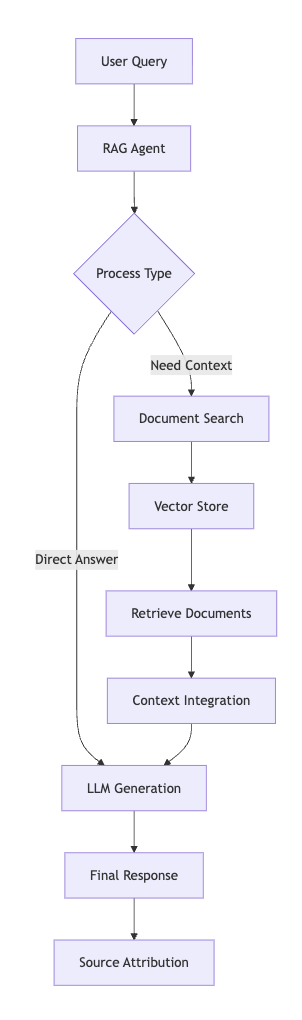 User Query
RAG Agent
Process Type
Need Context
Document Search
Vector Store
Direct Answer
Retrieve Documents
Context Integration
LLM Generation
Final Response
Source Attribution